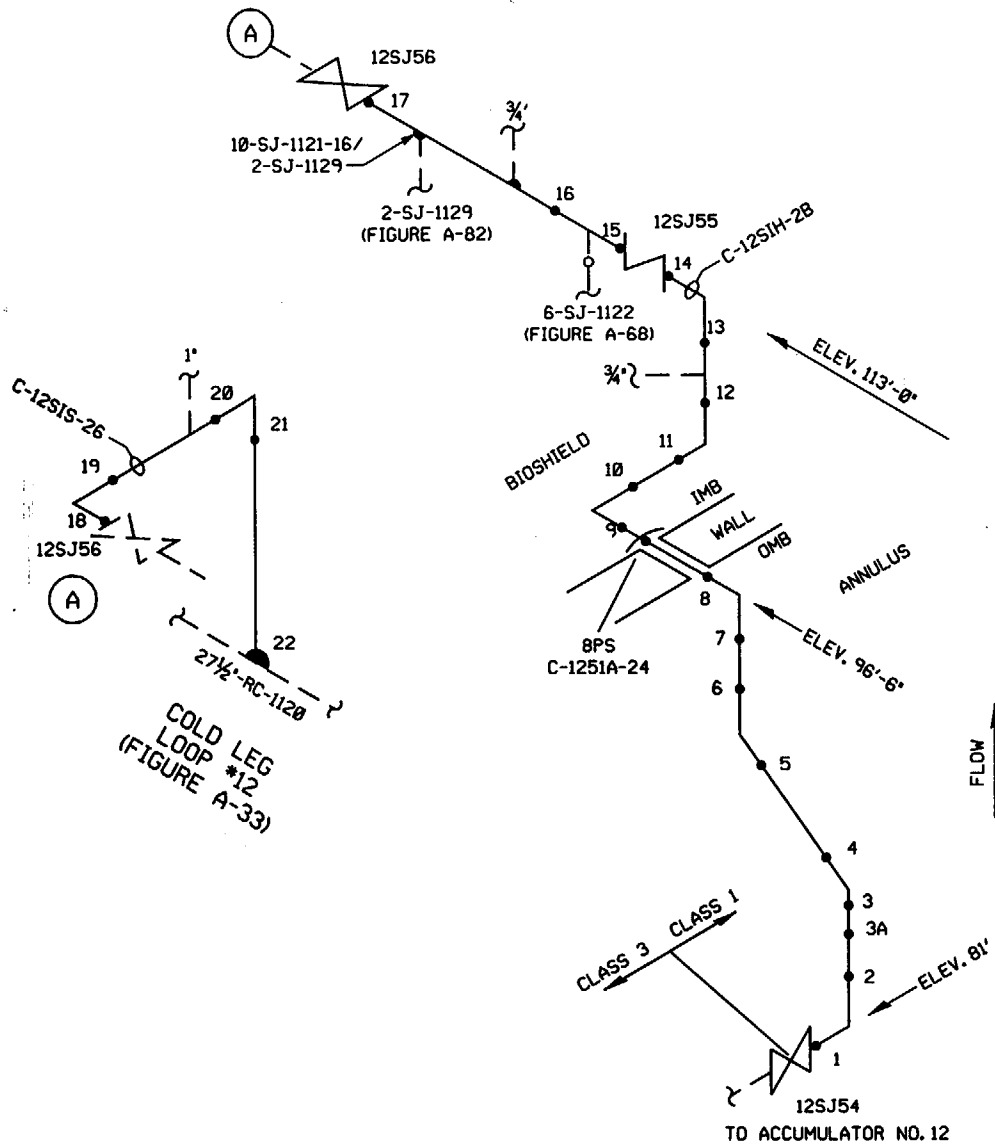 A
12SJ56
17
3/4'
10-SJ-1121-16/
2-SJ-1129
2-SJ-1129
(FIGURE A-82)
16
15
12SJ55
14
C-12SIH-2B
6-SJ-1122
(FIGURE A-68)
13
ELEV. 113'-0"
3/4"
12
1"
C-12SIS-26
20
21
19
18
12SJ56
A
22
27 1/2"-RC-1120
COLD LEG
LOOP #12
(FIGURE A-33)
BIOSHIELD
11
10
IMB
WALL
OMB
9
ANNULUS
8
8PS
C-1251A-24
ELEV. 96'-6"
7
6
5
FLOW
4
3
3A
2
CLASS 3 CLASS 1
ELEV. 81'
1
12SJ54
TO ACCUMULATOR NO. 12